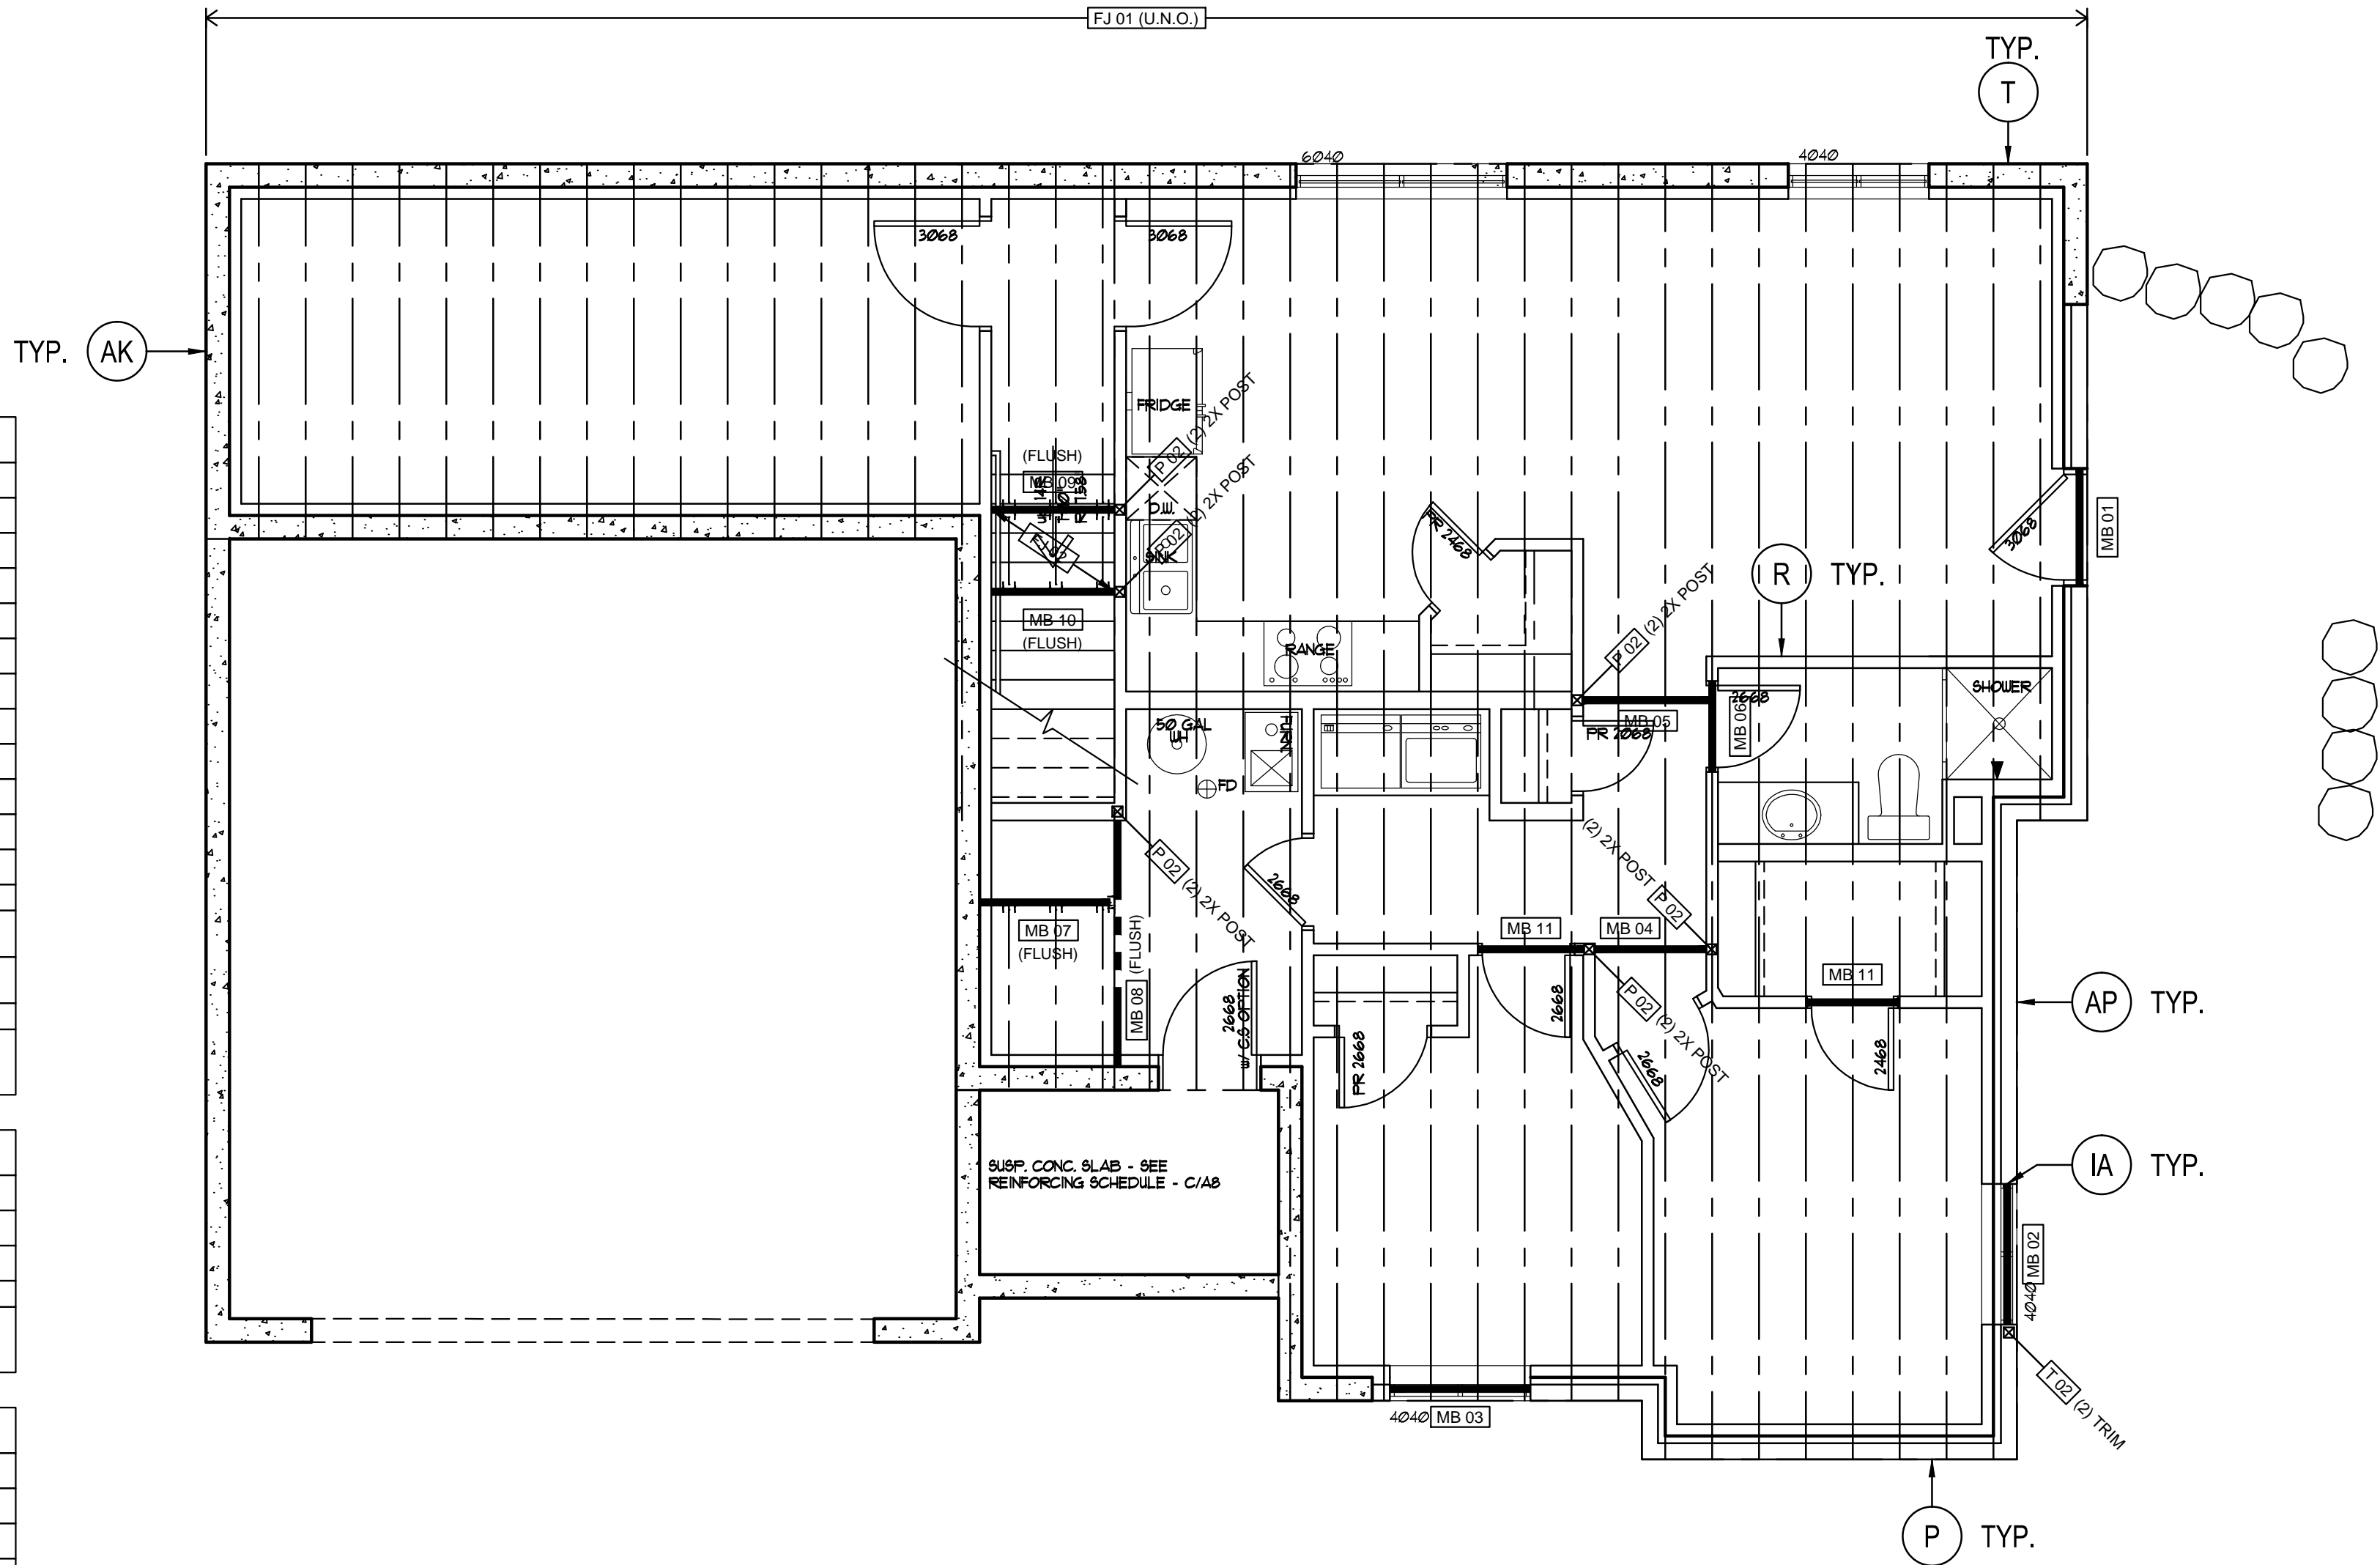 FJ 01 (U.N.O.)
TYP.
T
6040
4040
3068
3068
TYP.
AK
FRIDGE
P 02 (2) 2X POST
(FLUSH)
MB 09
P 02 (2) 2X POST
D.W.
SINK
PR 2468
3068
MB 01
MB 10
(FLUSH)
RANGE
P 02 (2) 2X POST
R
TYP.
2668
SHOWER
MB 05
MB 06
PR 2068
50 GAL
WH
FD
2668
P 02 (2) 2X POST
(2) 2X POST P 02
MB 07
(FLUSH)
MB 08 (FLUSH)
MB 11
MB 04
MB 11
2668
W/ C.S OPTION
2668
P 02 (2) 2X POST
PR 2668
2668
2468
AP
TYP.
SUSP. CONC. SLAB - SEE
REINFORCING SCHEDULE - C/A8
IA
TYP.
4040 MB 02
4040 MB 03
T 02 (2) TRIM
P
TYP.